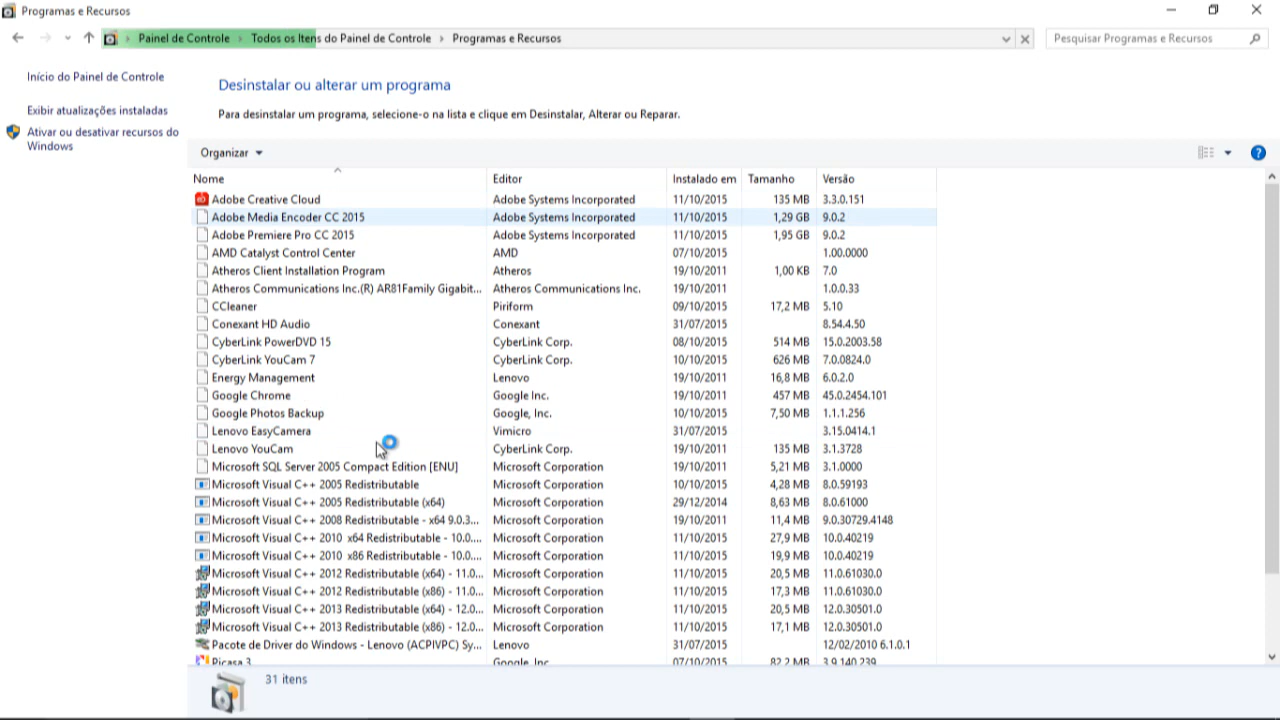 Programas e Recursos
Painel de Controle › Todos os Itens do Painel de Controle › Programas e Recursos
Pesquisar Programas e Recursos
Início do Painel de Controle
Exibir atualizações instaladas
Ativar ou desativar recursos do
Windows
Desinstalar ou alterar um programa
Para desinstalar um programa, selecione-o na lista e clique em Desinstalar, Alterar ou Reparar.
Organizar
Nome Editor Instalado em Tamanho Versão
Adobe Creative Cloud Adobe Systems Incorporated 11/10/2015 135 MB 3.3.0.151
Adobe Media Encoder CC 2015 Adobe Systems Incorporated 11/10/2015 1,29 GB 9.0.2
Adobe Premiere Pro CC 2015 Adobe Systems Incorporated 11/10/2015 1,95 GB 9.0.2
AMD Catalyst Control Center AMD 07/10/2015 1.00.0000
Atheros Client Installation Program Atheros 19/10/2011 1,00 KB 7.0
Atheros Communications Inc.(R) AR81Family Gigabit... Atheros Communications Inc. 19/10/2011 1.0.0.33
CCleaner Piriform 09/10/2015 17,2 MB 5.10
Conexant HD Audio Conexant 31/07/2015 8.54.4.50
CyberLink PowerDVD 15 CyberLink Corp. 08/10/2015 514 MB 15.0.2003.58
CyberLink YouCam 7 CyberLink Corp. 10/10/2015 626 MB 7.0.0824.0
Energy Management Lenovo 19/10/2011 16,8 MB 6.0.2.0
Google Chrome Google Inc. 19/10/2011 457 MB 45.0.2454.101
Google Photos Backup Google, Inc. 10/10/2015 7,50 MB 1.1.1.256
Lenovo EasyCamera Vimicro 31/07/2015 3.15.0414.1
Lenovo YouCam CyberLink Corp. 19/10/2011 135 MB 3.1.3728
Microsoft SQL Server 2005 Compact Edition [ENU] Microsoft Corporation 19/10/2011 5,21 MB 3.1.0000
Microsoft Visual C++ 2005 Redistributable Microsoft Corporation 10/10/2015 4,28 MB 8.0.59193
Microsoft Visual C++ 2005 Redistributable (x64) Microsoft Corporation 29/12/2014 8,63 MB 8.0.61000
Microsoft Visual C++ 2008 Redistributable - x64 9.0.3... Microsoft Corporation 19/10/2011 11,4 MB 9.0.30729.4148
Microsoft Visual C++ 2010 x64 Redistributable - 10.0.... Microsoft Corporation 11/10/2015 27,9 MB 10.0.40219
Microsoft Visual C++ 2010 x86 Redistributable - 10.0.... Microsoft Corporation 11/10/2015 19,9 MB 10.0.40219
Microsoft Visual C++ 2012 Redistributable (x64) - 11.0... Microsoft Corporation 11/10/2015 20,5 MB 11.0.61030.0
Microsoft Visual C++ 2012 Redistributable (x86) - 11.0... Microsoft Corporation 11/10/2015 17,3 MB 11.0.61030.0
Microsoft Visual C++ 2013 Redistributable (x64) - 12.0... Microsoft Corporation 11/10/2015 20,5 MB 12.0.30501.0
Microsoft Visual C++ 2013 Redistributable (x86) - 12.0... Microsoft Corporation 11/10/2015 17,1 MB 12.0.30501.0
Pacote de Driver do Windows - Lenovo (ACPIVPC) Sy... Lenovo 31/07/2015 12/02/2010 6.1.0.1
Picasa 3 Google, Inc. 07/10/2015 82,2 MB 3.9.140.239
31 itens